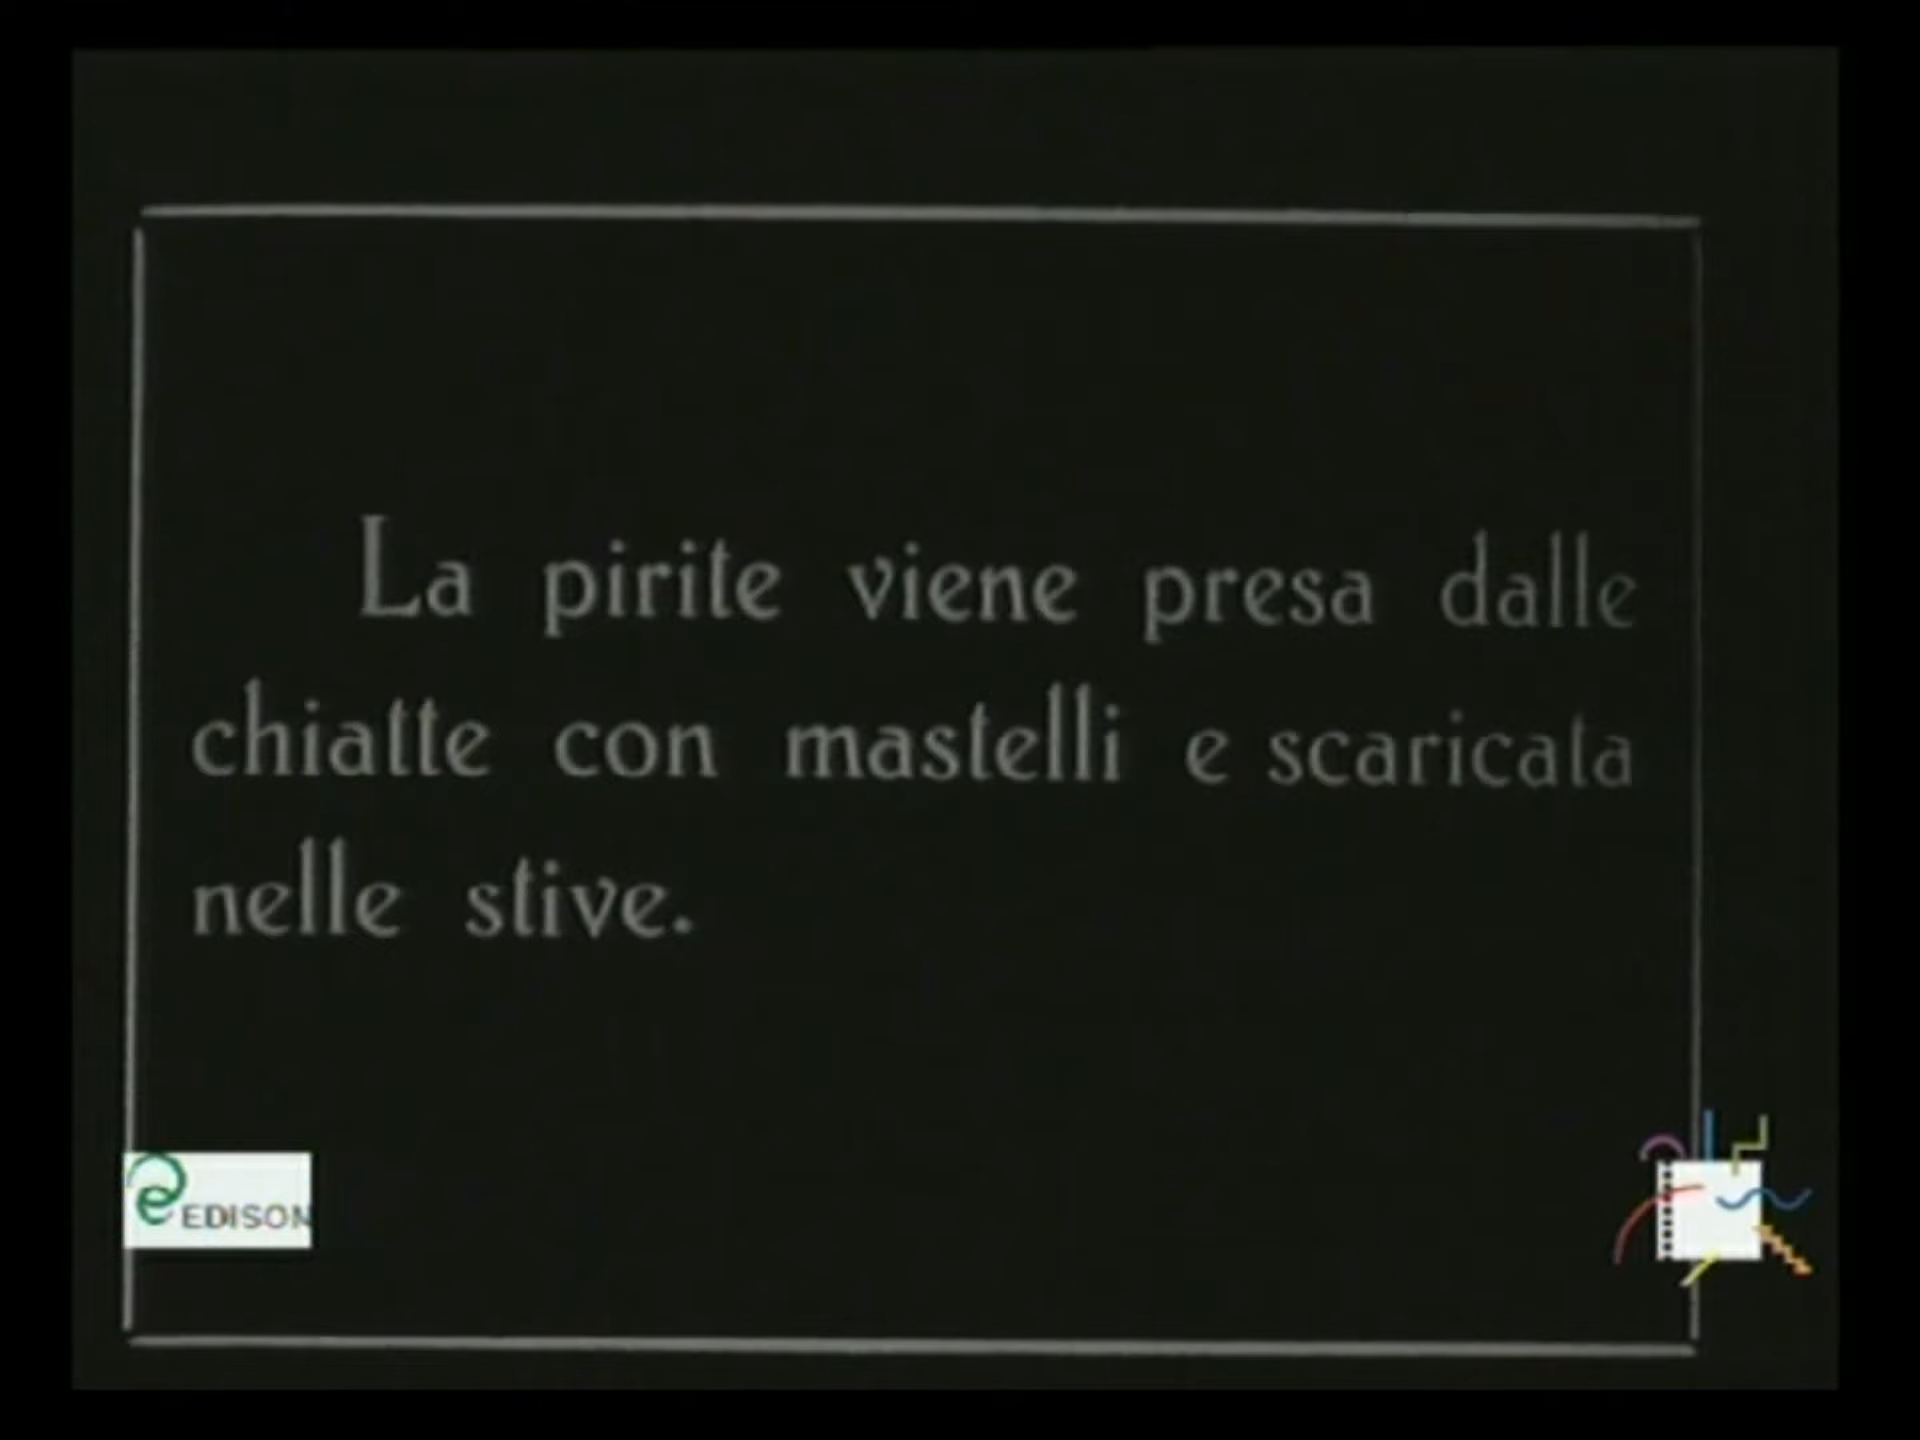 La pirite viene presa dalle
chiatte con mastelli e scaricata
nelle stive.
EDISON